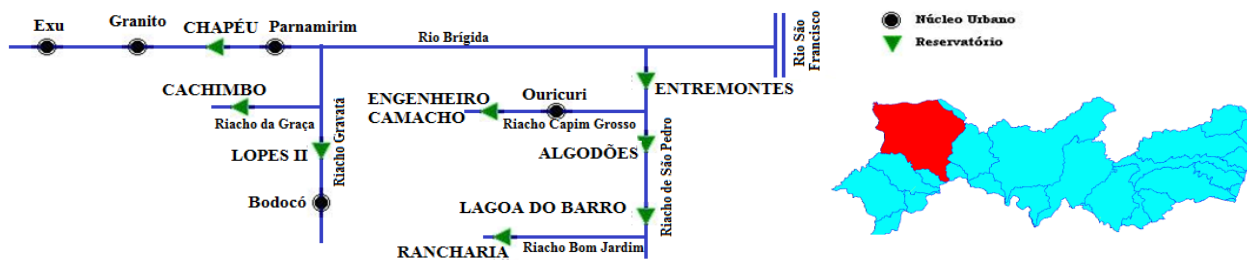 Exu
Granito
CHAPÉU
Parnamirim
Rio Brígida
Rio São
Francisco
CACHIMBO
Riacho da Graça
LOPES II
Riacho Gravatá
Bodocó
ENGENHEIRO
CAMACHO
Ouricuri
Riacho Capim Grosso
ENTREMONTES
ALGODÕES
Riacho de São Pedro
LAGOA DO BARRO
RANCHARIA
Riacho Bom Jardim
Núcleo Urbano
Reservatório